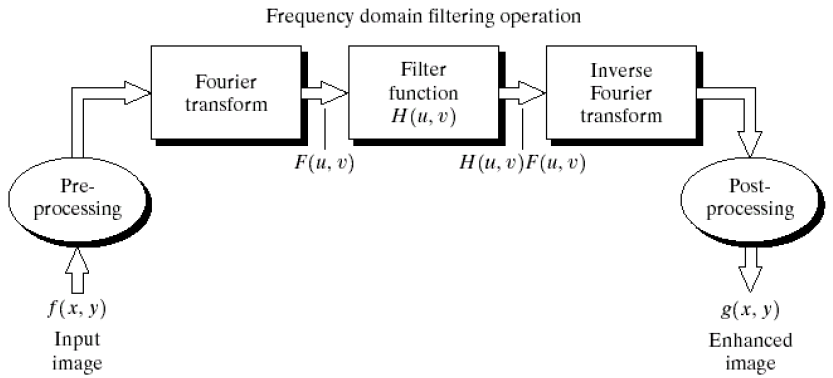 Frequency domain filtering operation
Fourier
transform
Filter
function
H(u, v)
Inverse
Fourier
transform
F(u, v)
H(u, v)F(u, v)
Pre-
processing
Post-
processing
f(x, y)
Input
image
g(x, y)
Enhanced
image